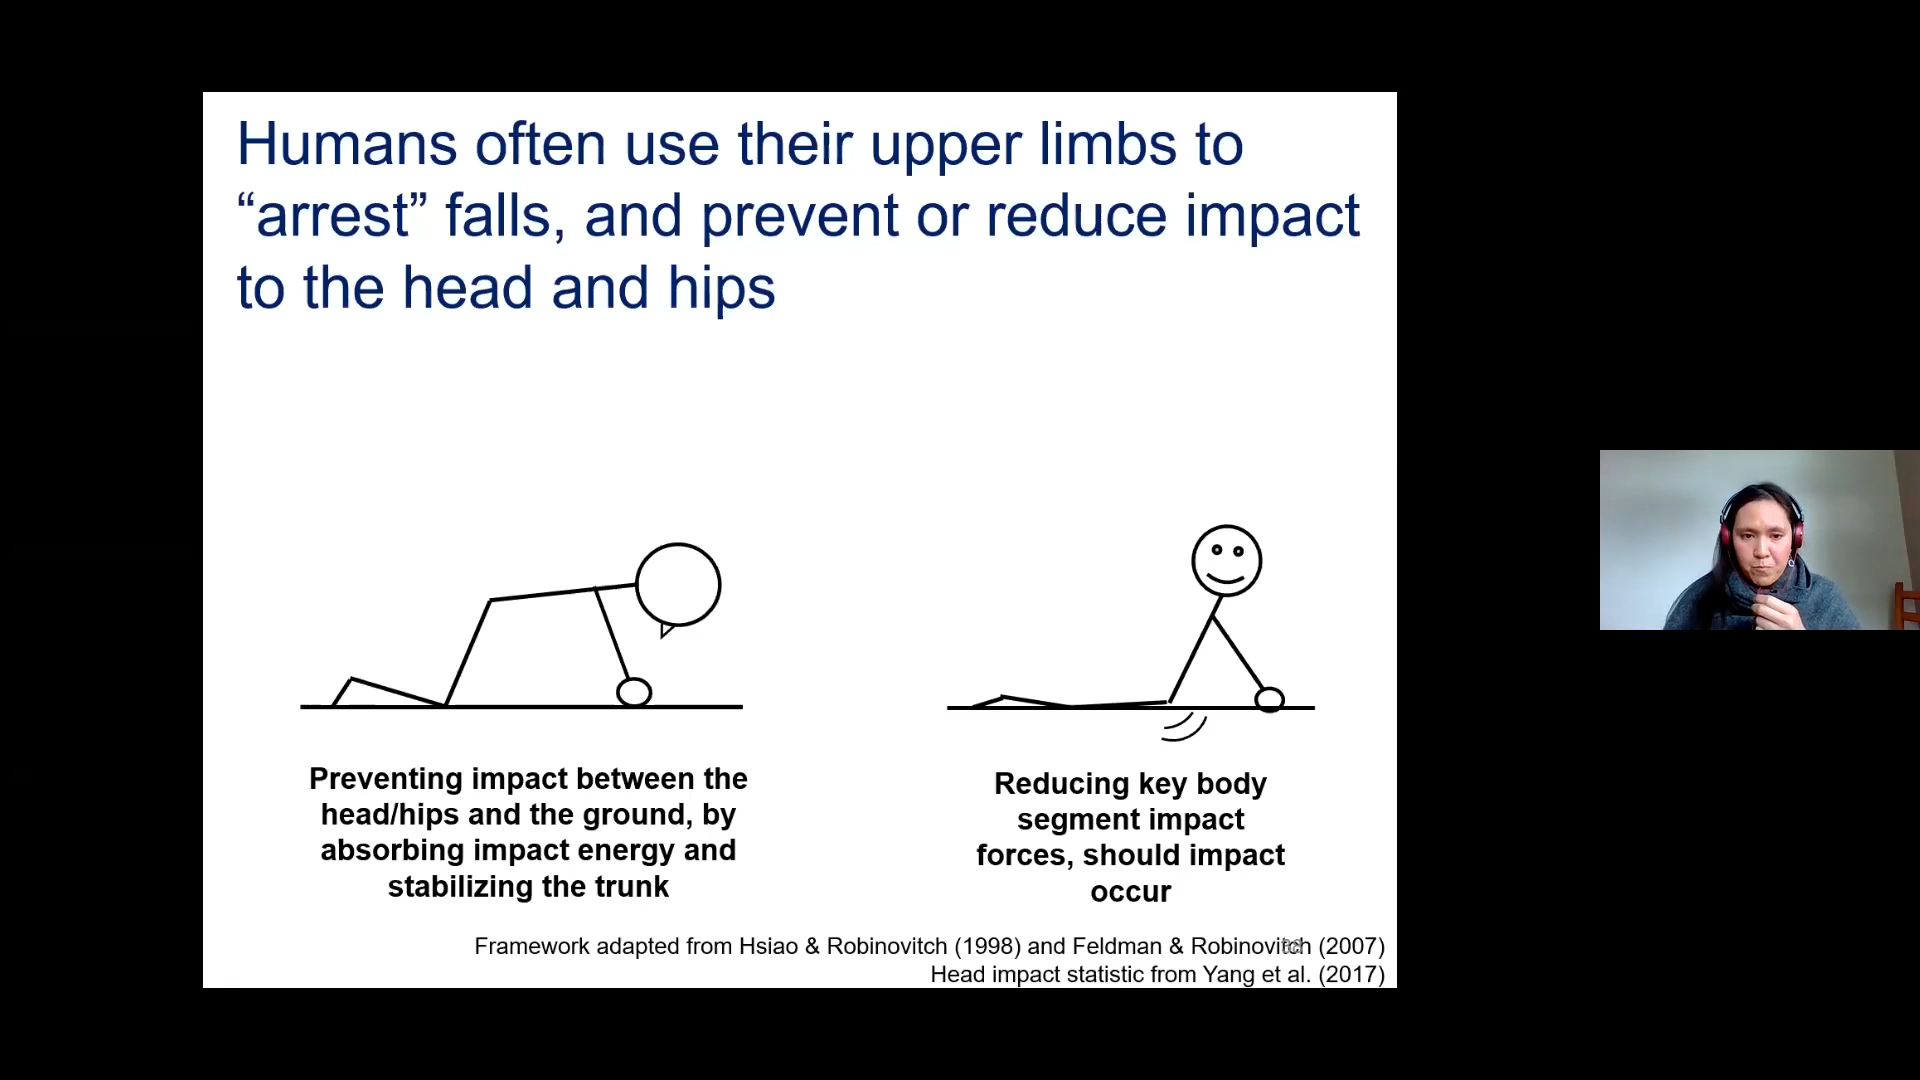 Humans often use their upper limbs to
“arrest” falls, and prevent or reduce impact
to the head and hips
Preventing impact between the
head/hips and the ground, by
absorbing impact energy and
stabilizing the trunk
Reducing key body
segment impact
forces, should impact
occur
Framework adapted from Hsiao & Robinovitch (1998) and Feldman & Robinovitch (2007)
Head impact statistic from Yang et al. (2017)